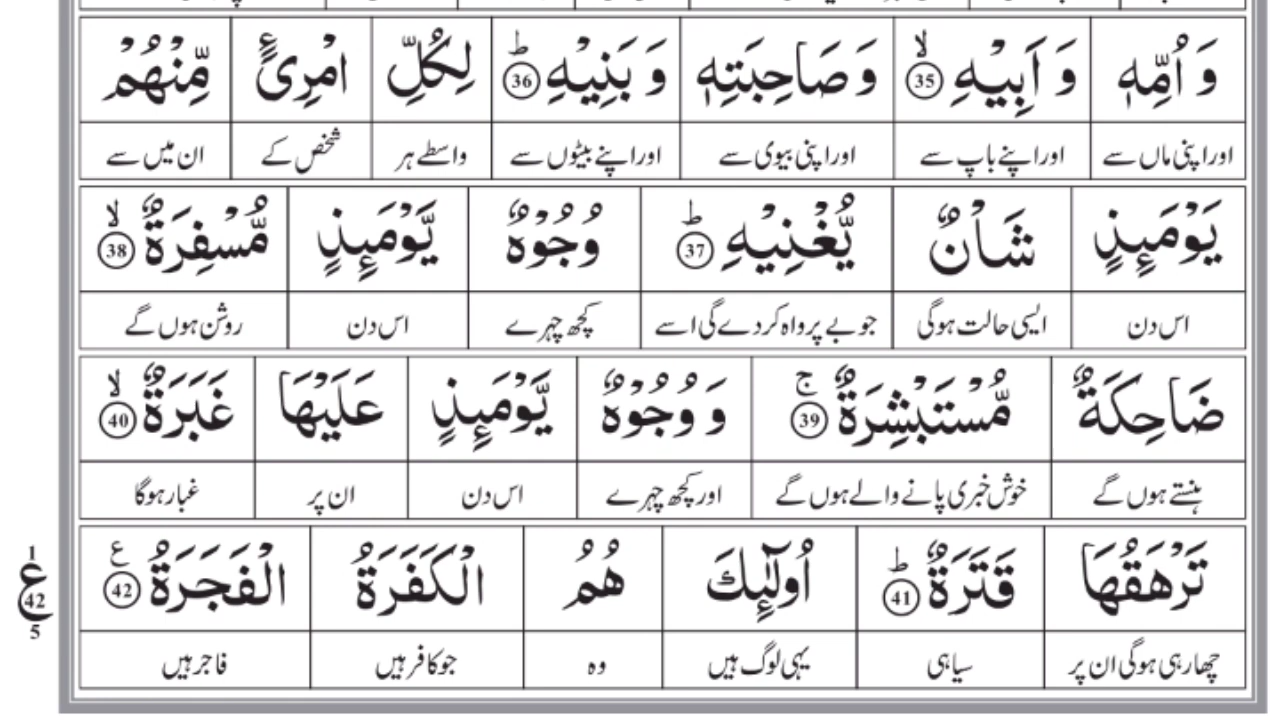 وَ اُمِّهٖ وَ اَبِیْهِ ۙ35 وَ صَاحِبَتِهٖ وَ بَنِیْهِ ؕ36 لِكُلِّ امْرِئٍ مِّنْهُمْ
اور اپنی ماں سے اور اپنے باپ سے اور اپنی بیوی سے اور اپنے بیٹوں سے واسطے ہر شخص کے ان میں سے
یَوْمَىِٕذٍ شَاْنٌ یُّغْنِیْهِ ؕ37 وُجُوْهٌ یَّوْمَىِٕذٍ مُّسْفِرَةٌ ۙ38
اس دن ایسی حالت ہوگی جو بے پرواہ کر دے گی اسے کچھ چہرے اس دن روشن ہوں گے
ضَاحِكَةٌ مُّسْتَبْشِرَةٌ ۚ39 وَ وُجُوْهٌ یَّوْمَىِٕذٍ عَلَیْهَا غَبَرَةٌ ۙ40
ہنستے ہوں گے خوش خبری پانے والے ہوں گے اور کچھ چہرے اس دن ان پر غبار ہوگا
تَرْهَقُهَا قَتَرَةٌ ؕ41 اُولٰٓىِٕكَ هُمُ الْكَفَرَةُ الْفَجَرَةُ ع42
چھا رہی ہوگی ان پر سیاہی یہی لوگ ہیں وہ جو کافر ہیں فاجر ہیں
1
ع
42
5